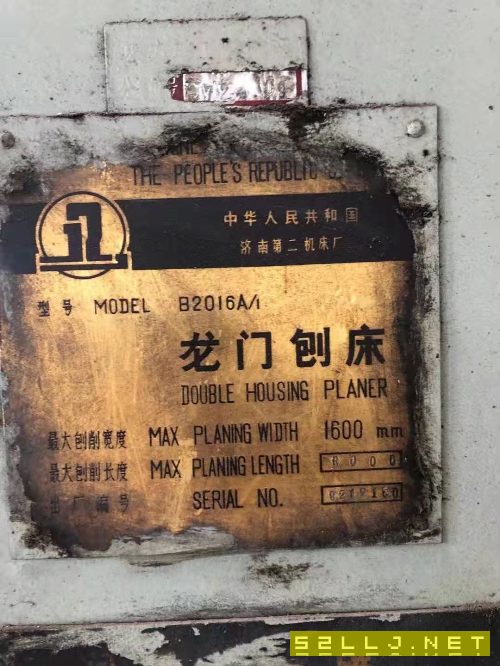 THE PEOPLE'S REPUBLIC
中华人民共和国
济南第二机床厂
型号 MODEL B2016A/1
龙门刨床
DOUBLE HOUSING PLANER
最大刨削宽度 MAX PLANING WIDTH 1600 mm
最大刨削长度 MAX PLANING LENGTH
出厂编号 SERIAL NO.
52LLJ.NET